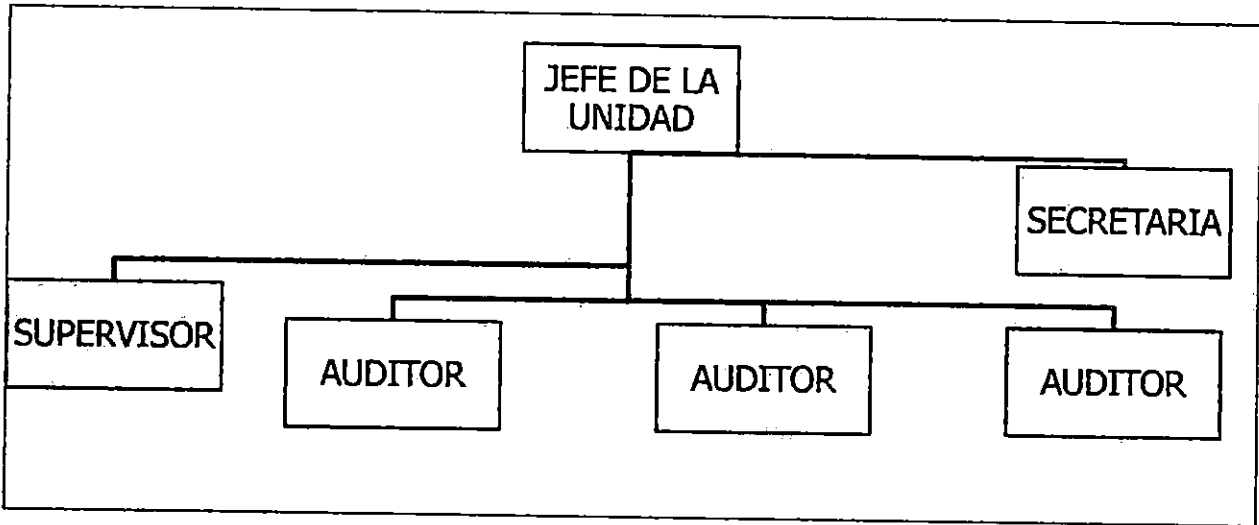 JEFE DE LA
UNIDAD
SECRETARIA
SUPERVISOR
AUDITOR
AUDITOR
AUDITOR